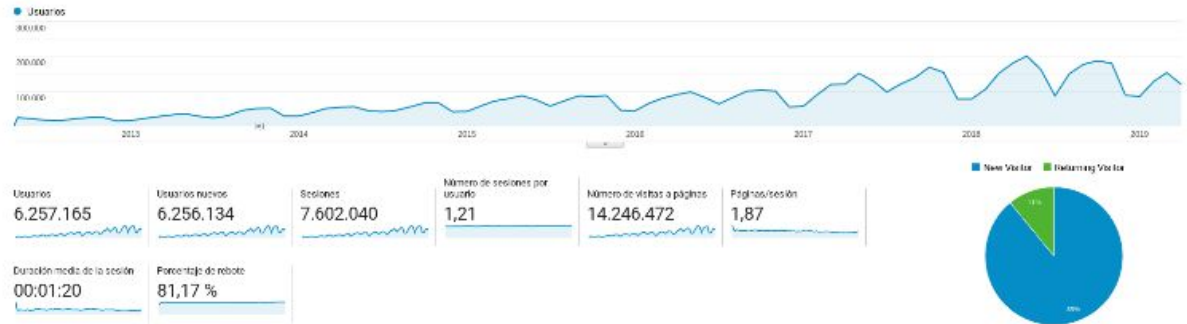 Usuarios
300.000
200.000
100.000
2013 2014 2015 2016 2017 2018 2019
New Visitor Returning Visitor
Usuarios
6.257.165
Usuarios nuevos
6.256.134
Sesiones
7.602.040
Número de sesiones por usuario
1,21
Número de visitas a páginas
14.246.472
Páginas/sesión
1,87
Duración media de la sesión
00:01:20
Porcentaje de rebote
81,17 %